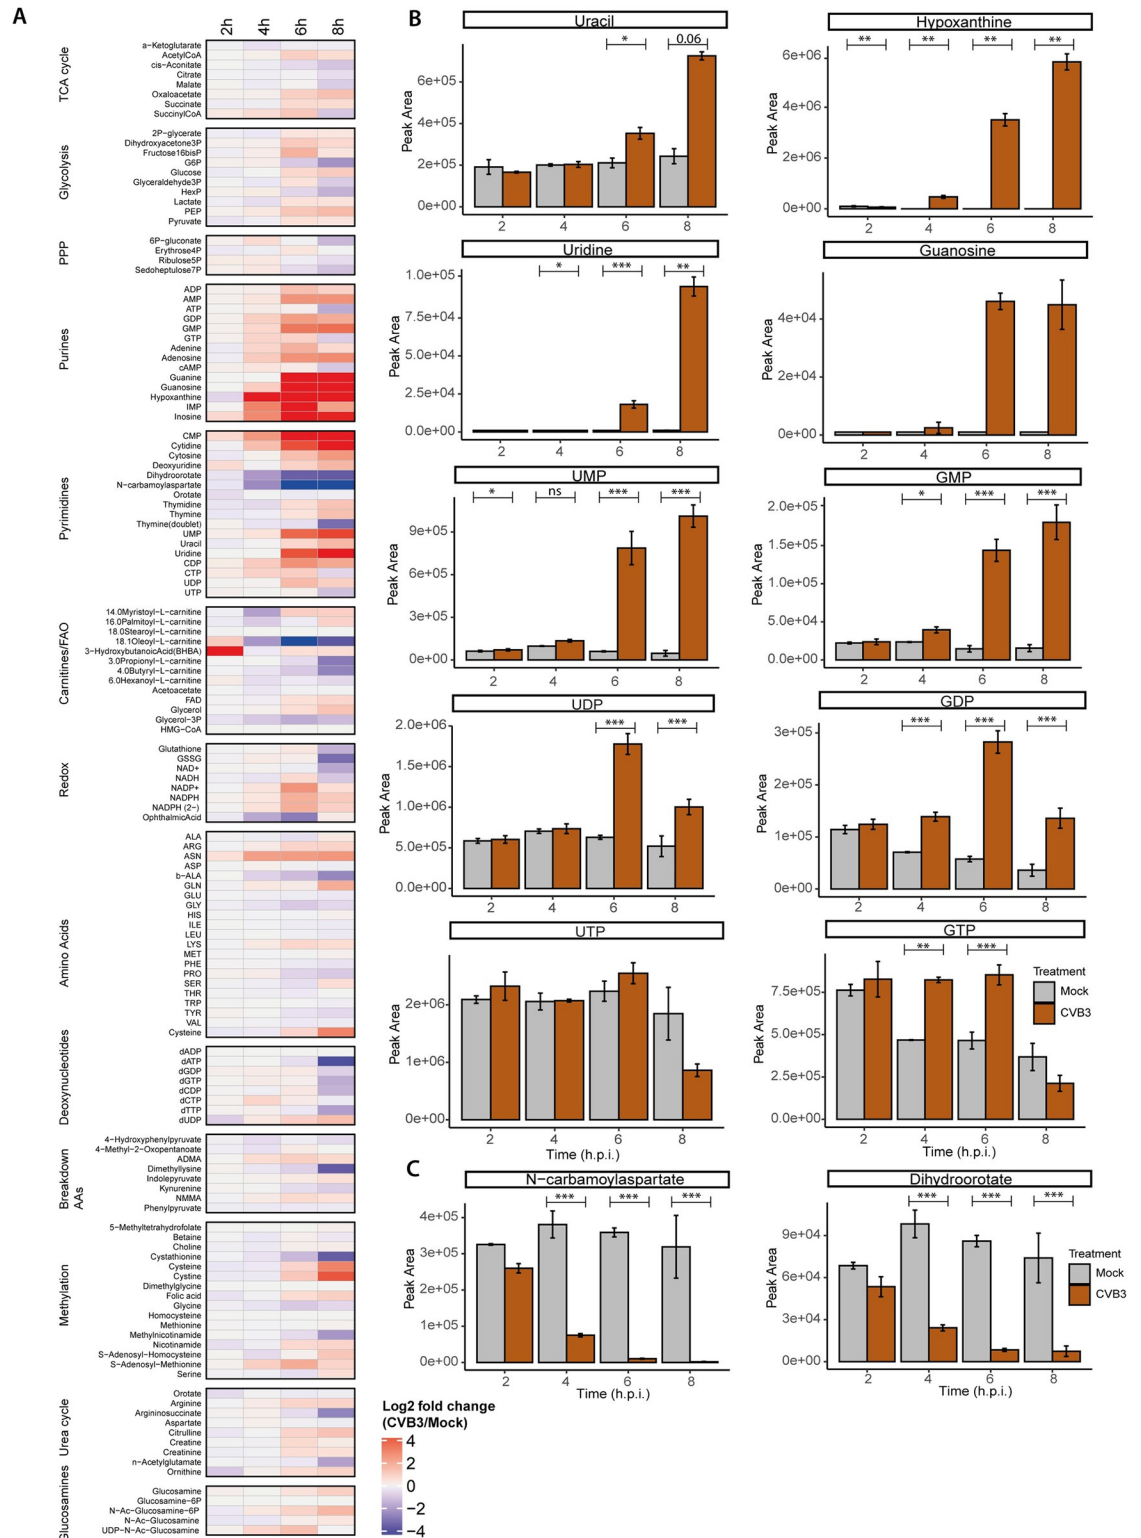 A
2h 4h 6h 8h
TCA cycle
a−Ketoglutarate
AcetylCoA
cis−Aconitate
Citrate
Malate
Oxaloacetate
Succinate
SuccinylCoA
Glycolysis
2P−glycerate
Dihydroxyacetone3P
Fructose16bisP
G6P
Glucose
Glyceraldehyde3P
HexP
Lactate
PEP
Pyruvate
PPP
6P−gluconate
Erythrose4P
Ribulose5P
Sedoheptulose7P
Purines
ADP
AMP
ATP
GDP
GMP
GTP
Adenine
Adenosine
cAMP
Guanine
Guanosine
Hypoxanthine
IMP
Inosine
Pyrimidines
CMP
Cytidine
Cytosine
Deoxyuridine
Dihydroorotate
N−carbamoylaspartate
Orotate
Thymidine
Thymine
Thymine(doublet)
UMP
Uracil
Uridine
CDP
CTP
UDP
UTP
Carnitines/FAO
14.0Myristoyl−L−carnitine
16.0Palmitoyl−L−carnitine
18.0Stearoyl−L−carnitine
18.1Oleoyl−L−carnitine
3−HydroxybutanoicAcid(BHBA)
3.0Propionyl−L−carnitine
4.0Butyryl−L−carnitine
6.0Hexanoyl−L−carnitine
Acetoacetate
FAD
Glycerol
Glycerol−3P
HMG−CoA
Redox
Glutathione
GSSG
NAD+
NADH
NADP+
NADPH
NADPH (2−)
OphthalmicAcid
Amino Acids
ALA
ARG
ASN
ASP
b−ALA
GLN
GLU
GLY
HIS
ILE
LEU
LYS
MET
PHE
PRO
SER
THR
TRP
TYR
VAL
Cysteine
Deoxynucleotides
dADP
dATP
dGDP
dGTP
dCDP
dCTP
dTTP
dUDP
Breakdown
AAs
4−Hydroxyphenylpyruvate
4−Methyl−2−Oxopentanoate
ADMA
Dimethyllysine
Indolepyruvate
Kynurenine
NMMA
Phenylpyruvate
Methylation
5−Methyltetrahydrofolate
Betaine
Choline
Cystathionine
Cysteine
Cystine
Dimethylglycine
Folic acid
Glycine
Homocysteine
Methionine
Methylnicotinamide
Nicotinamide
S−Adenosyl−Homocysteine
S−Adenosyl−Methionine
Serine
Urea cycle
Orotate
Arginine
Argininosuccinate
Aspartate
Citrulline
Creatine
Creatinine
n−Acetylglutamate
Ornithine
Glucosamines
Glucosamine
Glucosamine−6P
N−Ac−Glucosamine−6P
N−Ac−Glucosamine
UDP−N−Ac−Glucosamine
Log2 fold change
(CVB3/Mock)
4
2
0
−2
−4
B
Uracil
* 0.06
Peak Area
6e+05
4e+05
2e+05
0e+00
2 4 6 8
Hypoxanthine
** ** ** **
Peak Area
6e+06
4e+06
2e+06
0e+00
2 4 6 8
Uridine
* *** **
Peak Area
1.0e+05
7.5e+04
5.0e+04
2.5e+04
0.0e+00
2 4 6 8
Guanosine
Peak Area
4e+04
2e+04
0e+00
2 4 6 8
UMP
* ns *** ***
Peak Area
9e+05
6e+05
3e+05
0e+00
2 4 6 8
GMP
* *** ***
Peak Area
2.0e+05
1.5e+05
1.0e+05
5.0e+04
0.0e+00
2 4 6 8
UDP
*** ***
Peak Area
2.0e+06
1.5e+06
1.0e+06
5.0e+05
0.0e+00
2 4 6 8
GDP
*** *** ***
Peak Area
3e+05
2e+05
1e+05
0e+00
2 4 6 8
UTP
Peak Area
2e+06
1e+06
0e+00
2 4 6 8
Time (h.p.i.)
GTP
** ***
Peak Area
7.5e+05
5.0e+05
2.5e+05
0.0e+00
2 4 6 8
Time (h.p.i.)
Treatment
Mock
CVB3
C
N−carbamoylaspartate
*** *** ***
Peak Area
4e+05
3e+05
2e+05
1e+05
0e+00
2 4 6 8
Time (h.p.i.)
Dihydroorotate
*** *** ***
Peak Area
9e+04
6e+04
3e+04
0e+00
2 4 6 8
Time (h.p.i.)
Treatment
Mock
CVB3